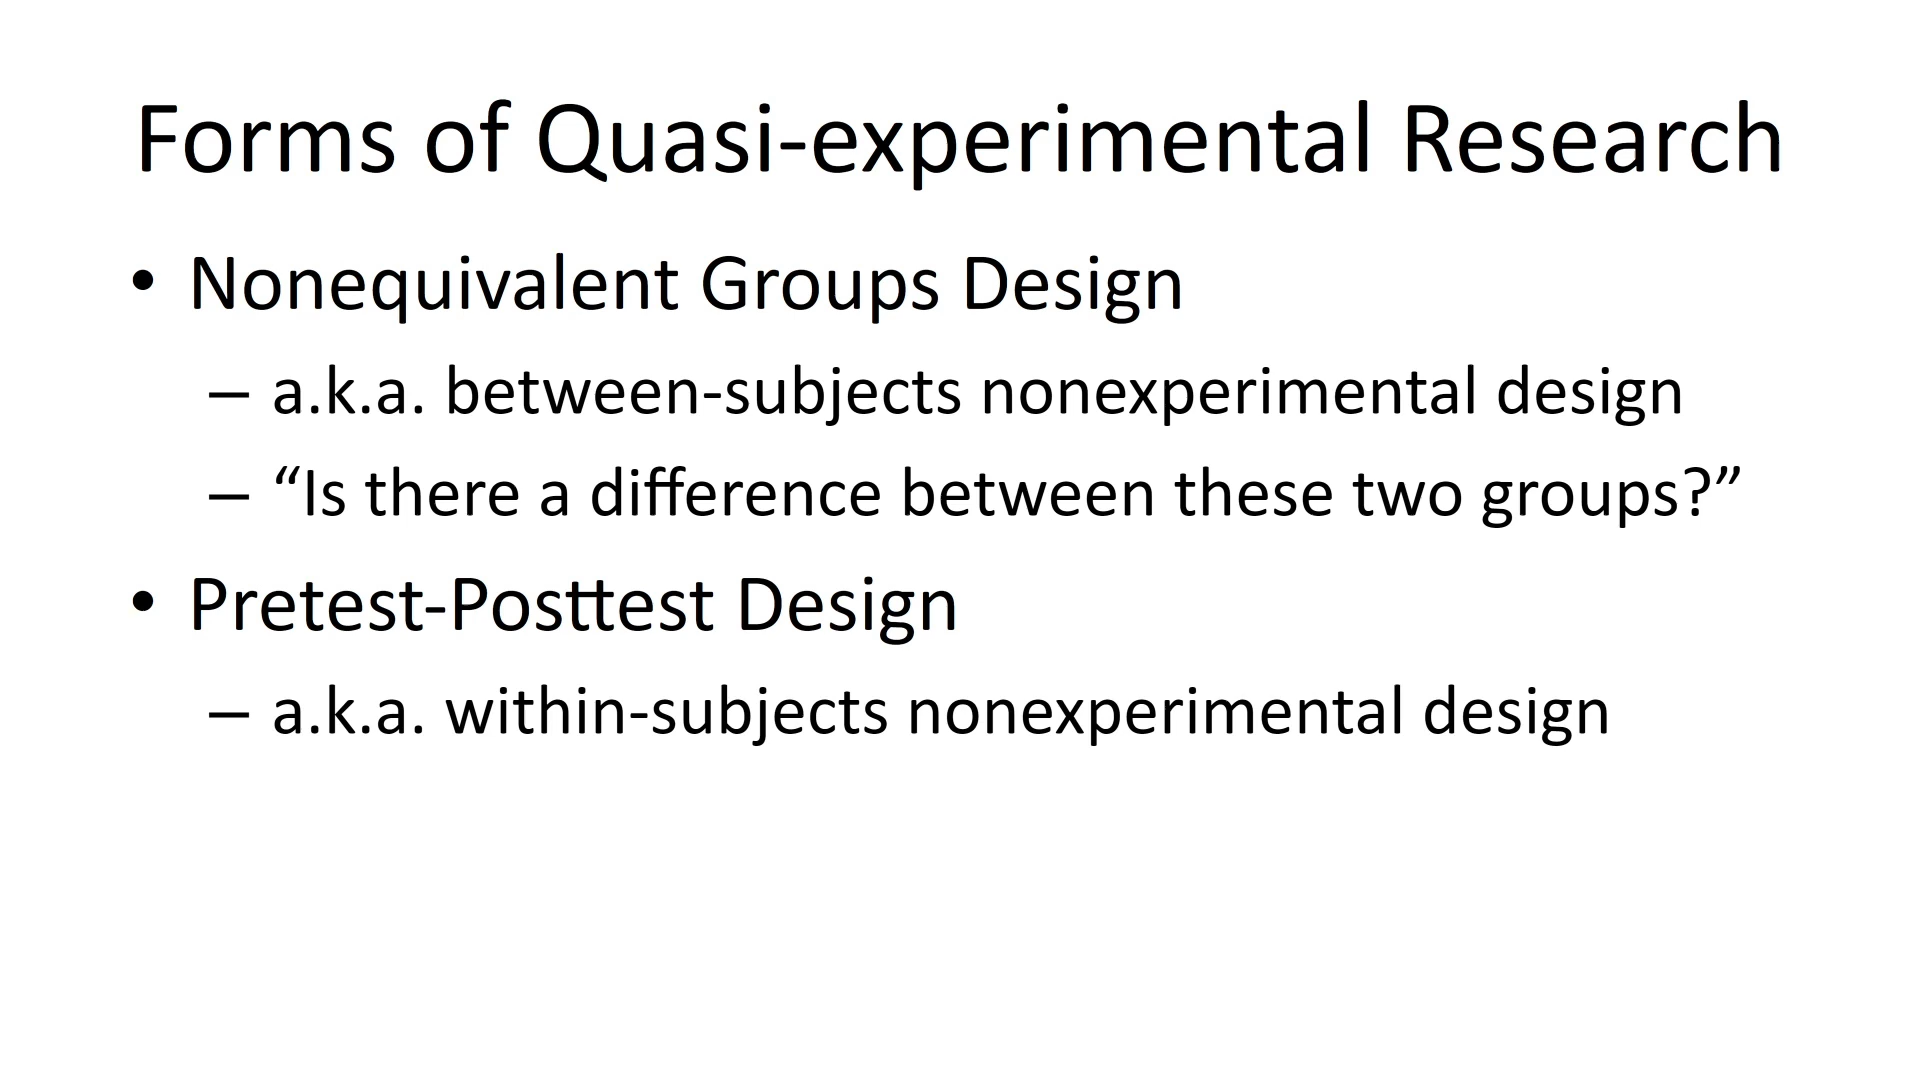 Forms of Quasi-experimental Research
• Nonequivalent Groups Design
– a.k.a. between-subjects nonexperimental design
– “Is there a difference between these two groups?”
• Pretest-Posttest Design
– a.k.a. within-subjects nonexperimental design